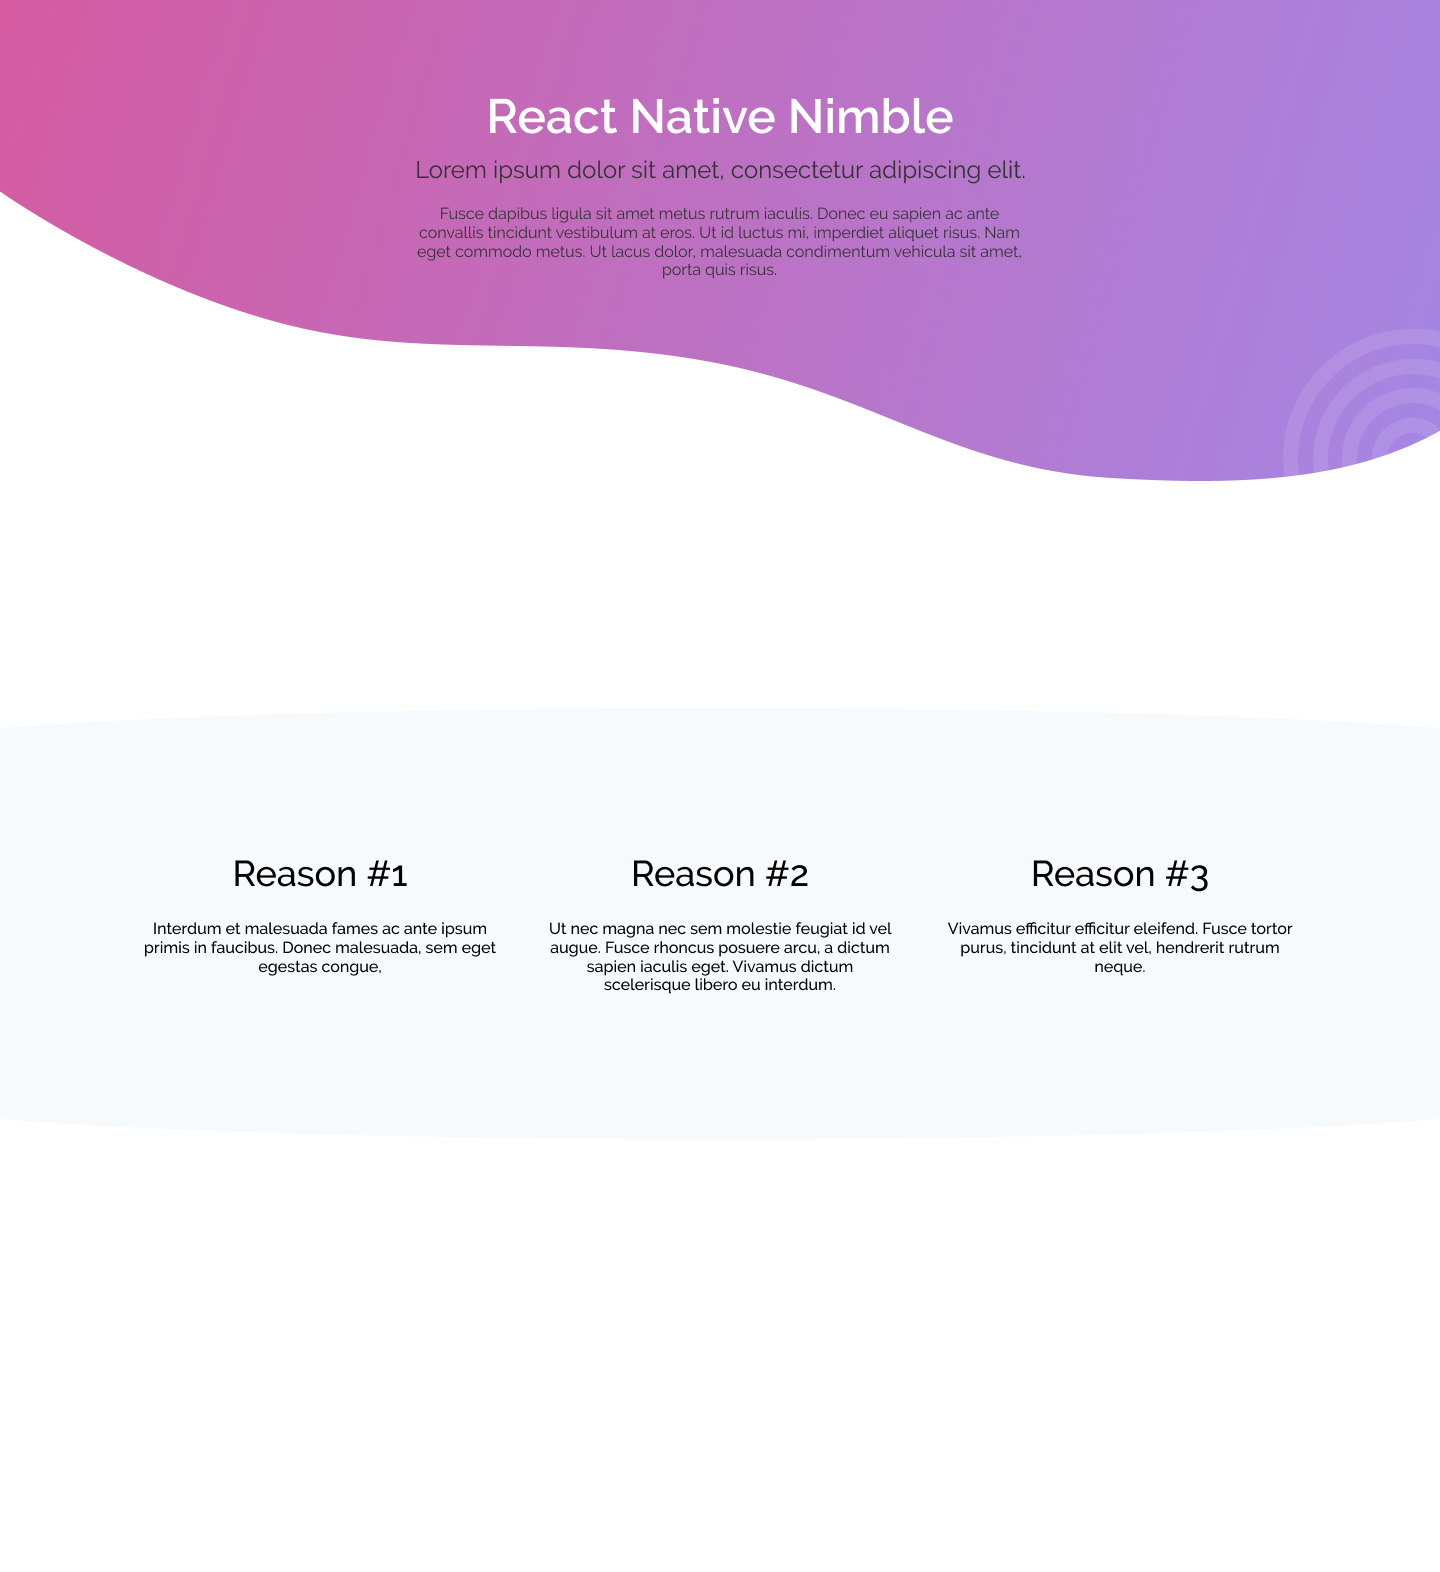 React Native Nimble
Lorem ipsum dolor sit amet, consectetur adipiscing elit.
Fusce dapibus ligula sit amet metus rutrum iaculis. Donec eu sapien ac ante
convallis tincidunt vestibulum at eros. Ut id luctus mi, imperdiet aliquet risus. Nam
eget commodo metus. Ut lacus dolor, malesuada condimentum vehicula sit amet,
porta quis risus.
Reason #1
Interdum et malesuada fames ac ante ipsum
primis in faucibus. Donec malesuada, sem eget
egestas congue,
Reason #2
Ut nec magna nec sem molestie feugiat id vel
augue. Fusce rhoncus posuere arcu, a dictum
sapien iaculis eget. Vivamus dictum
scelerisque libero eu interdum.
Reason #3
Vivamus efficitur efficitur eleifend. Fusce tortor
purus, tincidunt at elit vel, hendrerit rutrum
neque.